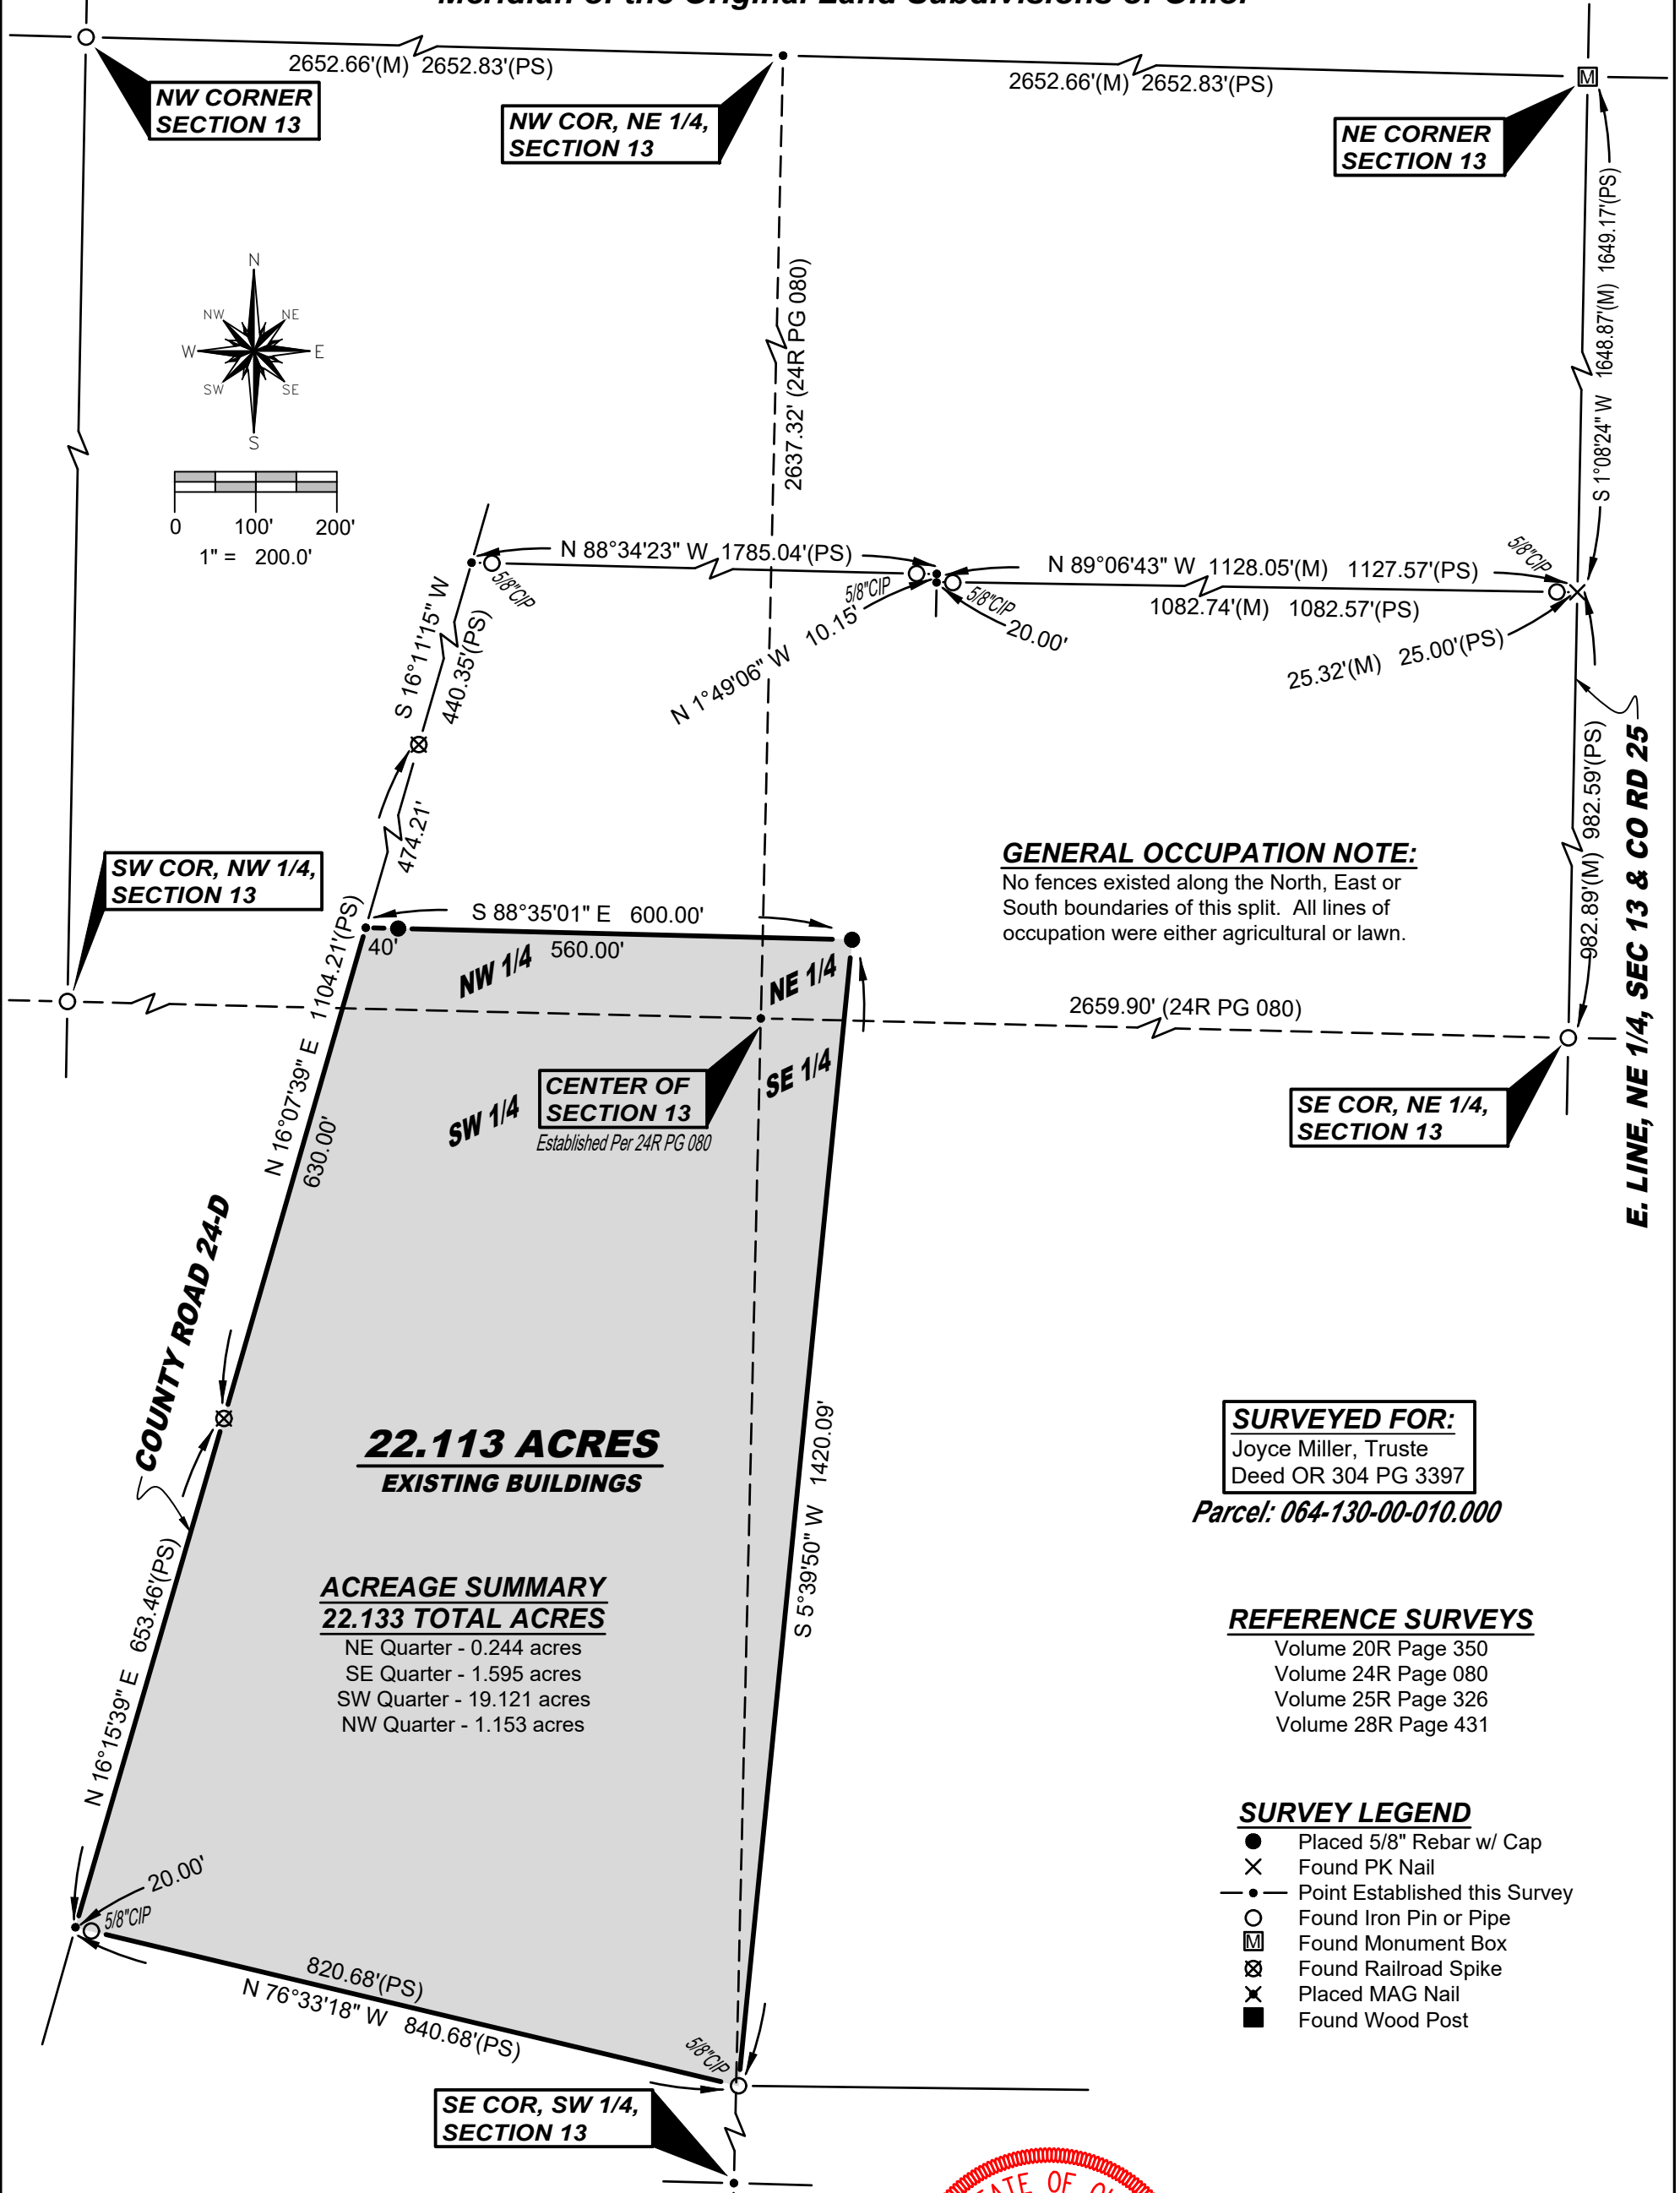 Meridian of the Original Land Subdivisions of Ohio.
2652.66'(M) 2652.83'(PS)
2652.66'(M) 2652.83'(PS)
NW CORNER
SECTION 13
NW COR, NE 1/4,
SECTION 13
NE CORNER
SECTION 13
S 1°08'24" W 1648.87'(M) 1649.17'(PS)
2637.32' (24R PG 080)
N
NW
NE
W
E
SW
SE
S
0 100' 200'
1" = 200.0'
N 88°34'23" W 1785.04'(PS)
5/8"CIP
5/8"CIP
N 89°06'43" W 1128.05'(M) 1127.57'(PS)
1082.74'(M) 1082.57'(PS)
5/8"CIP
5/8"CIP
20.00'
N 1°49'06" W 10.15'
25.32'(M) 25.00'(PS)
S 16°11'15" W
440.35'(PS)
474.21'
982.89'(M) 982.59'(PS)
E. LINE, NE 1/4, SEC 13 & CO RD 25
GENERAL OCCUPATION NOTE:
No fences existed along the North, East or
South boundaries of this split. All lines of
occupation were either agricultural or lawn.
SW COR, NW 1/4,
SECTION 13
S 88°35'01" E 600.00'
40'
560.00'
NW 1/4
NE 1/4
2659.90' (24R PG 080)
N 16°07'39" E 1104.21'(PS)
630.00'
SW 1/4
SE 1/4
CENTER OF
SECTION 13
Established Per 24R PG 080
SE COR, NE 1/4,
SECTION 13
COUNTY ROAD 24-D
22.113 ACRES
EXISTING BUILDINGS
S 5°39'50" W 1420.09'
SURVEYED FOR:
Joyce Miller, Truste
Deed OR 304 PG 3397
Parcel: 064-130-00-010.000
N 16°15'39" E 653.46'(PS)
ACREAGE SUMMARY
22.133 TOTAL ACRES
NE Quarter - 0.244 acres
SE Quarter - 1.595 acres
SW Quarter - 19.121 acres
NW Quarter - 1.153 acres
REFERENCE SURVEYS
Volume 20R Page 350
Volume 24R Page 080
Volume 25R Page 326
Volume 28R Page 431
SURVEY LEGEND
Placed 5/8" Rebar w/ Cap
Found PK Nail
Point Established this Survey
Found Iron Pin or Pipe
M Found Monument Box
Found Railroad Spike
Placed MAG Nail
Found Wood Post
20.00'
5/8"CIP
820.68'(PS)
N 76°33'18" W 840.68'(PS)
5/8"CIP
SE COR, SW 1/4,
SECTION 13
M
OF